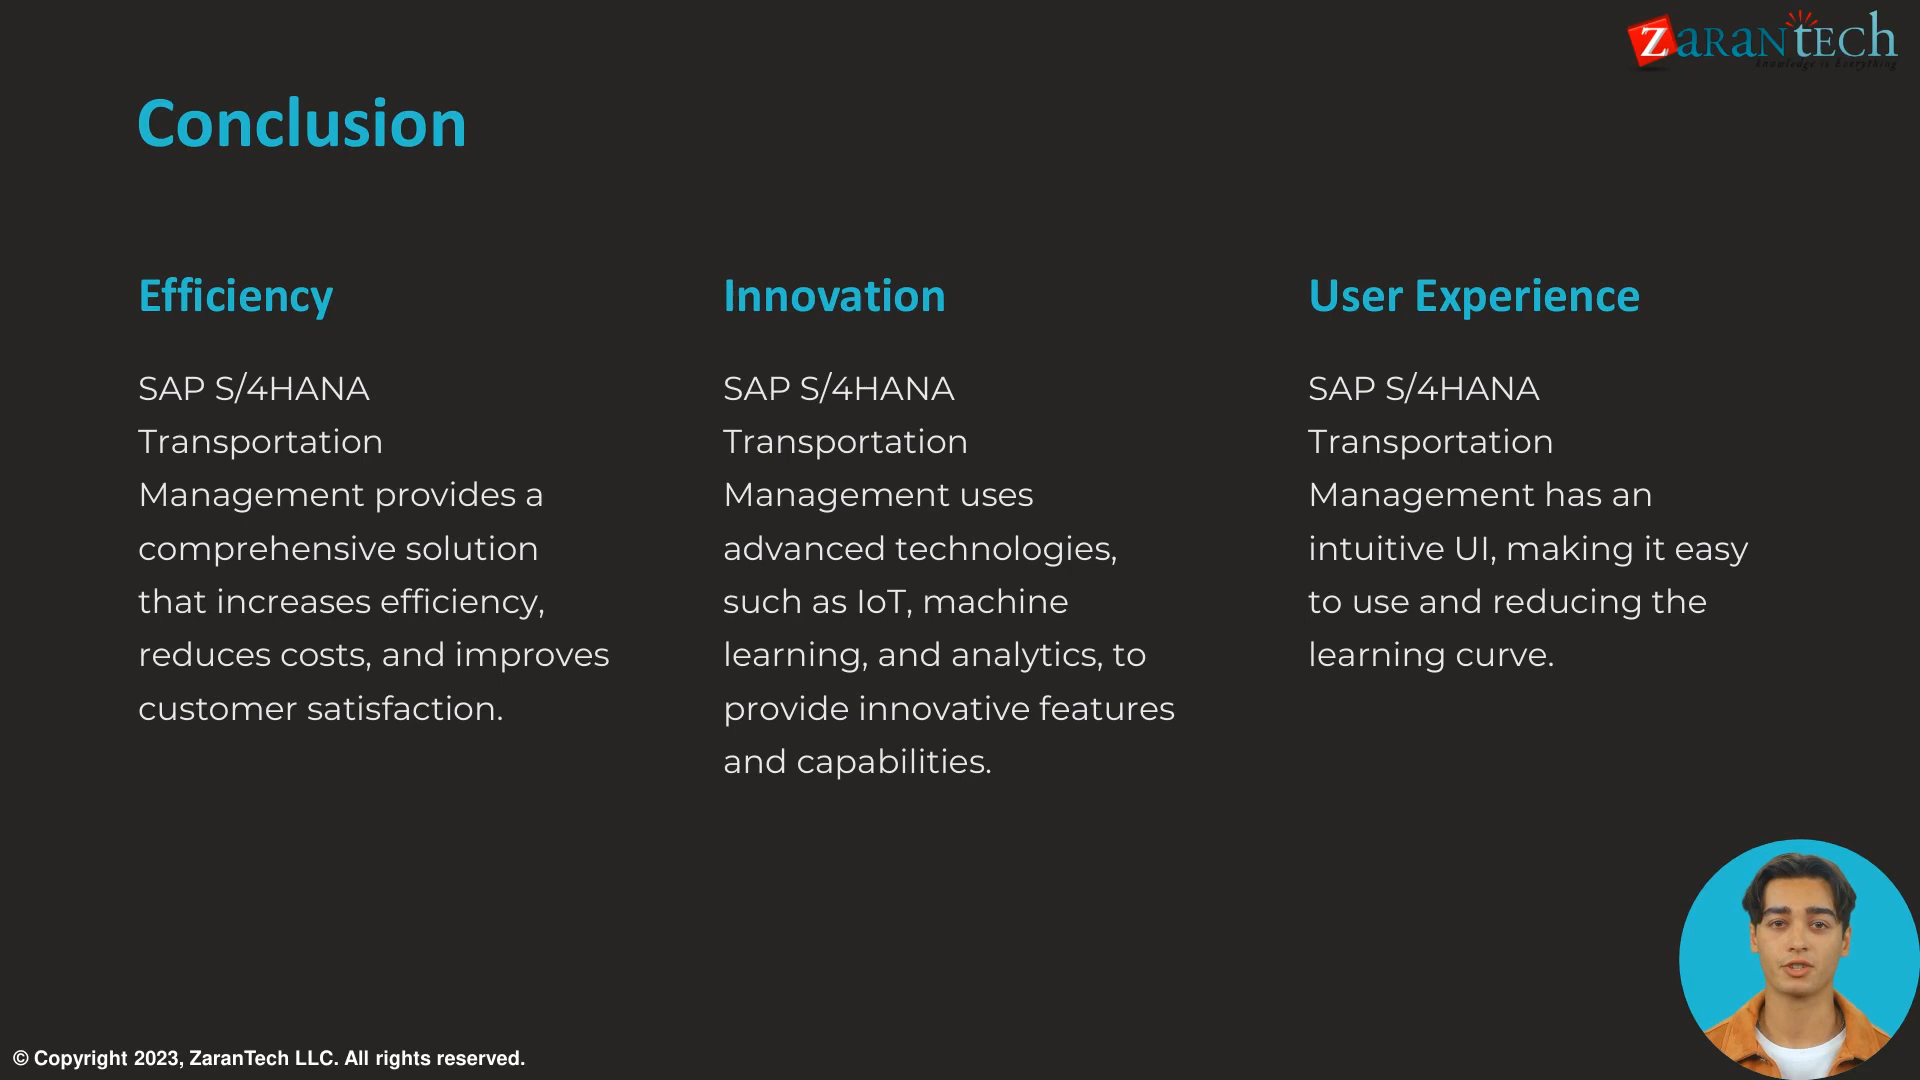 ZaranTech
Knowledge is Everything
Conclusion
Efficiency
SAP S/4HANA
Transportation
Management provides a
comprehensive solution
that increases efficiency,
reduces costs, and improves
customer satisfaction.
Innovation
SAP S/4HANA
Transportation
Management uses
advanced technologies,
such as IoT, machine
learning, and analytics, to
provide innovative features
and capabilities.
User Experience
SAP S/4HANA
Transportation
Management has an
intuitive UI, making it easy
to use and reducing the
learning curve.
© Copyright 2023, ZaranTech LLC. All rights reserved.